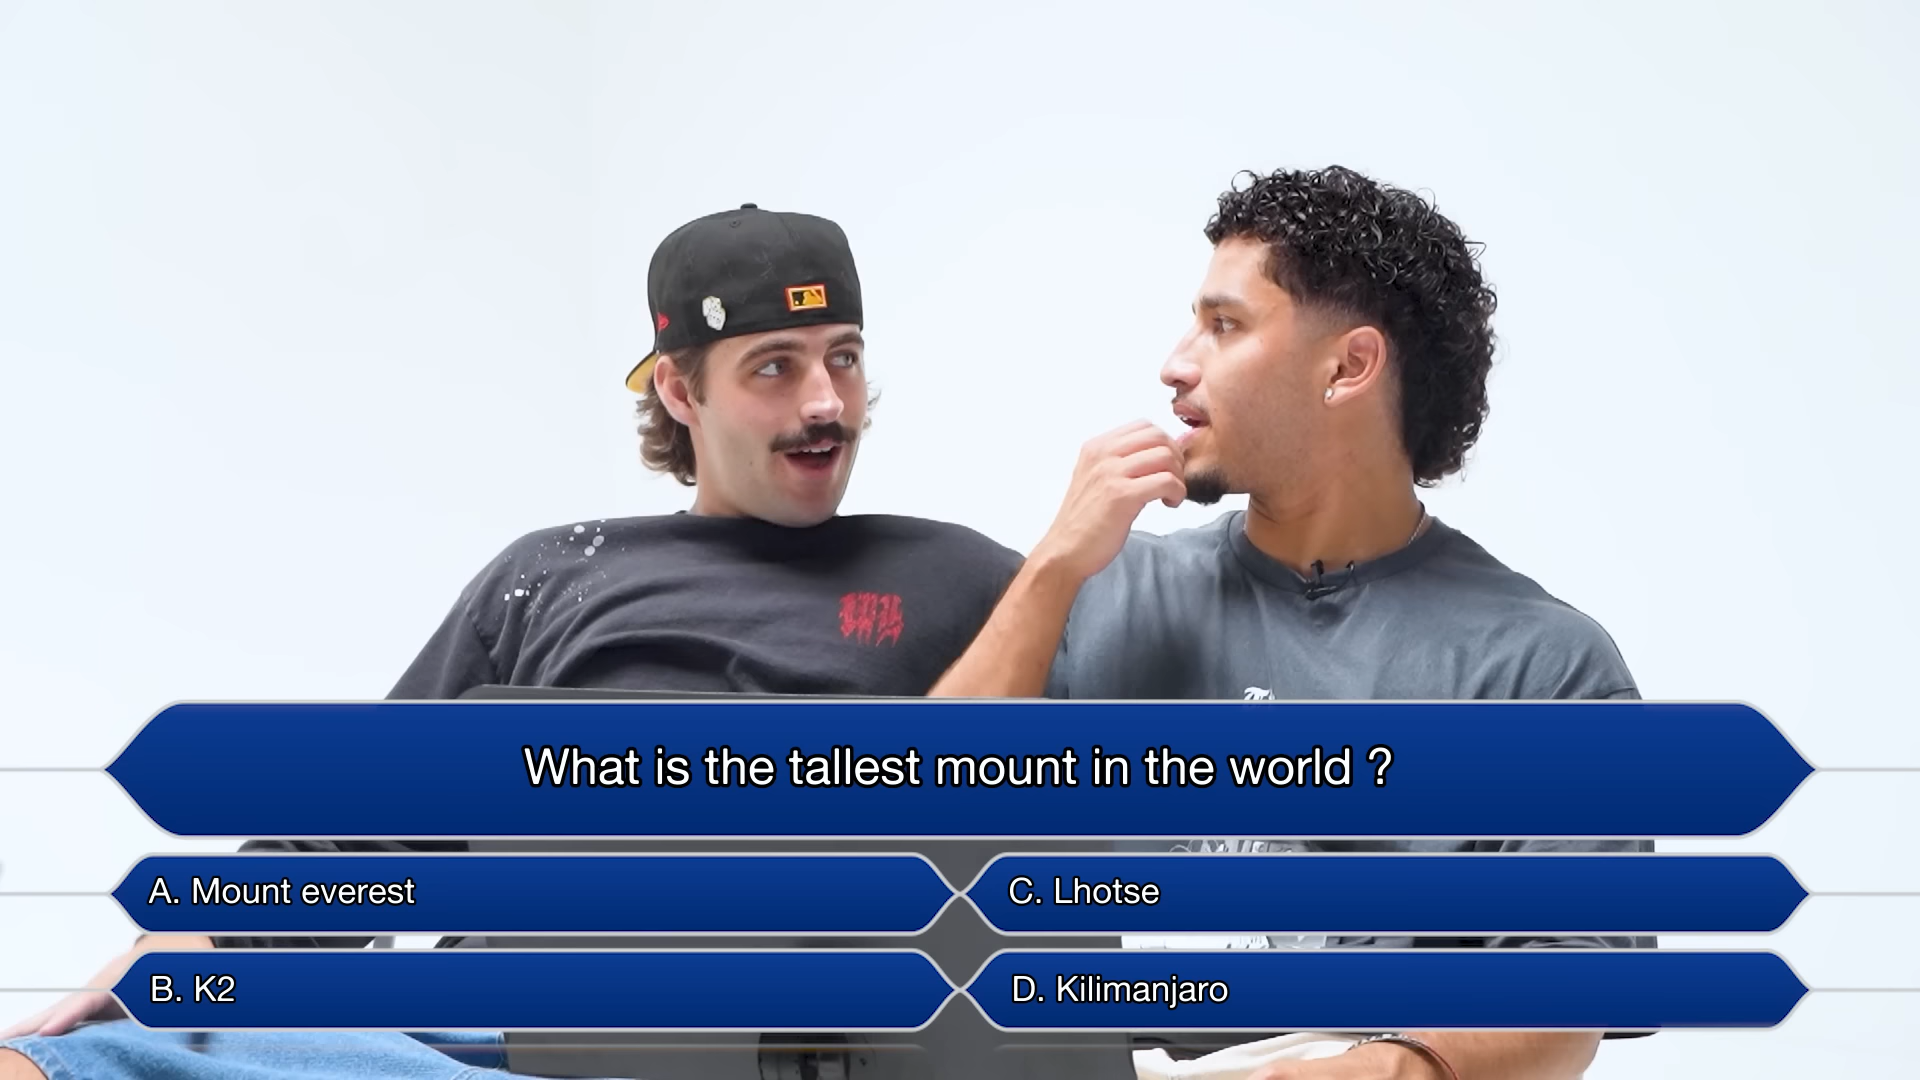 What is the tallest mount in the world ?
A. Mount everest
C. Lhotse
B. K2
D. Kilimanjaro